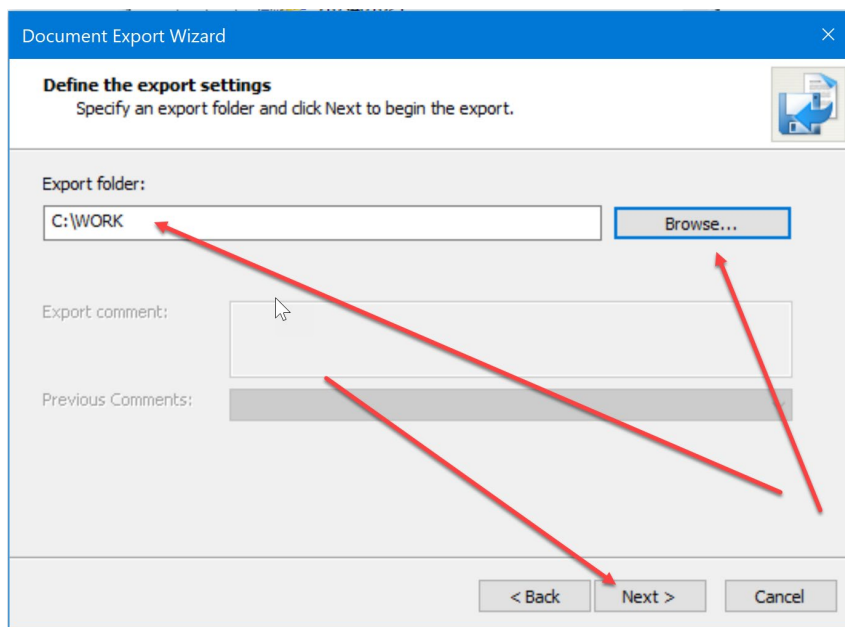 Document Export Wizard
Define the export settings
Specify an export folder and click Next to begin the export.
Export folder:
C:\WORK
Browse...
Export comment:
Previous Comments:
< Back
Next >
Cancel